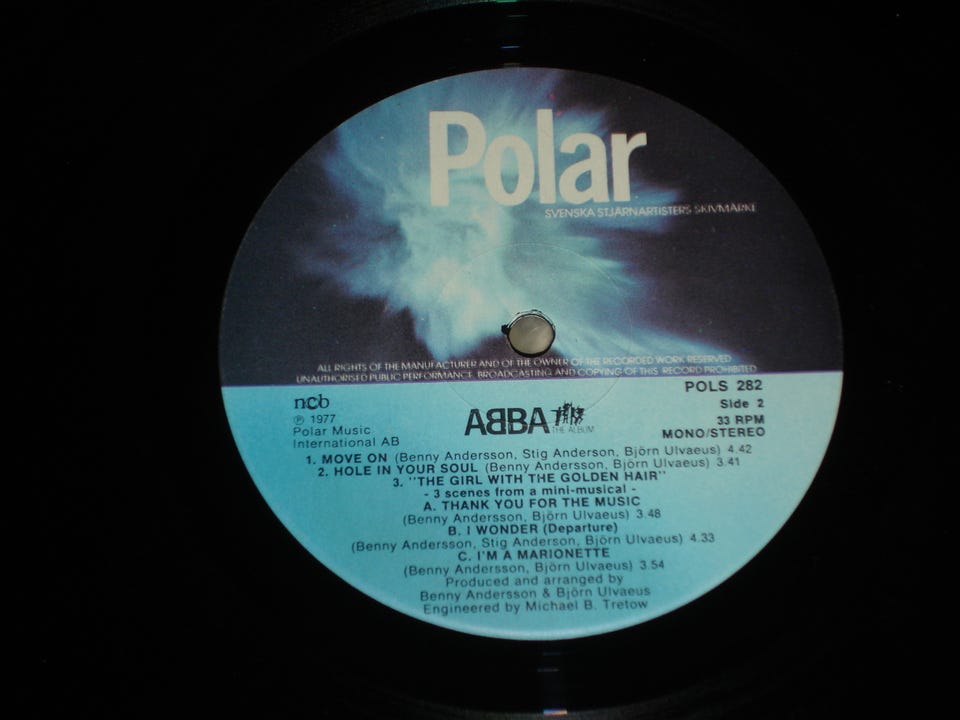 Polar
SVENSKA STJÄRNARTISTERS SKIVMÄRKE
ALL RIGHTS OF THE MANUFACTURER AND OF THE OWNER OF THE RECORDED WORK RESERVED
UNAUTHORISED PUBLIC PERFORMANCE, BROADCASTING AND COPYING OF THIS RECORD PROHIBITED
POLS 282
ncb
Side 2
℗ 1977
ABBA
THE ALBUM
33 RPM
Polar Music
MONO/STEREO
International AB
1. MOVE ON (Benny Andersson, Stig Anderson, Björn Ulvaeus) 4.42
2. HOLE IN YOUR SOUL (Benny Andersson, Björn Ulvaeus) 3.41
3. "THE GIRL WITH THE GOLDEN HAIR"
- 3 scenes from a mini-musical -
A. THANK YOU FOR THE MUSIC
(Benny Andersson, Björn Ulvaeus) 3.48
B. I WONDER (Departure)
(Benny Andersson, Stig Anderson, Björn Ulvaeus) 4.33
C. I'M A MARIONETTE
(Benny Andersson, Björn Ulvaeus) 3.54
Produced and arranged by
Benny Andersson & Björn Ulvaeus
Engineered by Michael B. Tretow